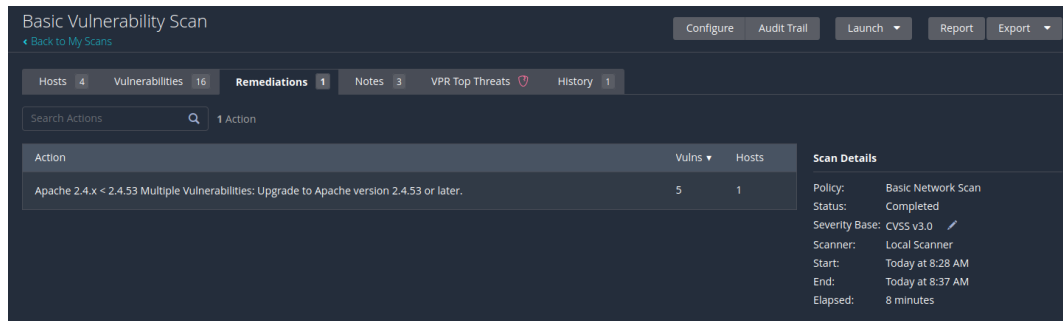 Basic Vulnerability Scan
Configure Audit Trail Launch Report Export
Back to My Scans
Hosts 4 Vulnerabilities 16 Remediations 1 Notes 3 VPR Top Threats History 1
Search Actions 1 Action
Action Vulns Hosts
Apache 2.4.x < 2.4.53 Multiple Vulnerabilities: Upgrade to Apache version 2.4.53 or later. 5 1
Scan Details
Policy: Basic Network Scan
Status: Completed
Severity Base: CVSS v3.0
Scanner: Local Scanner
Start: Today at 8:28 AM
End: Today at 8:37 AM
Elapsed: 8 minutes